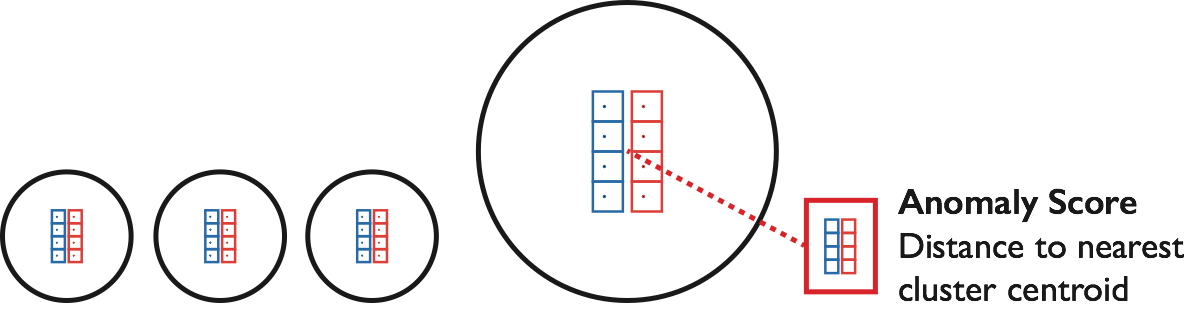 Anomaly Score
Distance to nearest
cluster centroid